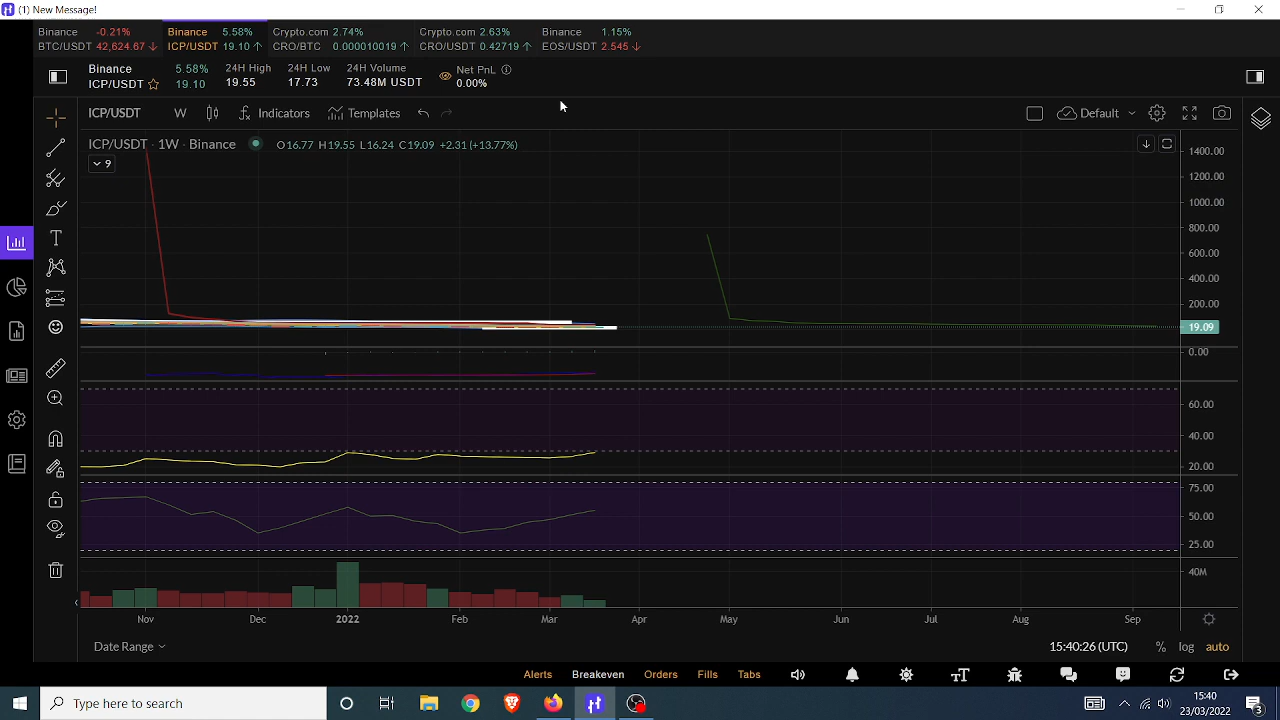 (1) New Message!
Binance -0.21% Binance 5.58% Crypto.com 2.74% Crypto.com 2.63% Binance 1.15%
BTC/USDT 42,624.67 ↓ ICP/USDT 19.10 ↑ CRO/BTC 0.000010019 ↑ CRO/USDT 0.42719 ↑ EOS/USDT 2.545 ↓
Binance 5.58% 24H High 24H Low 24H Volume Net PnL
ICP/USDT 19.10 19.55 17.73 73.48M USDT 0.00%
ICP/USDT W Indicators Templates Default
ICP/USDT · 1W · Binance O16.77 H19.55 L16.24 C19.09 +2.31 (+13.77%)
9
1400.00
1200.00
1000.00
800.00
600.00
400.00
200.00
19.09
0.00
60.00
40.00
20.00
75.00
50.00
25.00
40M
Nov Dec 2022 Feb Mar Apr May Jun Jul Aug Sep
Date Range 15:40:26 (UTC) % log auto
Alerts Breakeven Orders Fills Tabs
Type here to search
15:40
23/03/2022
3